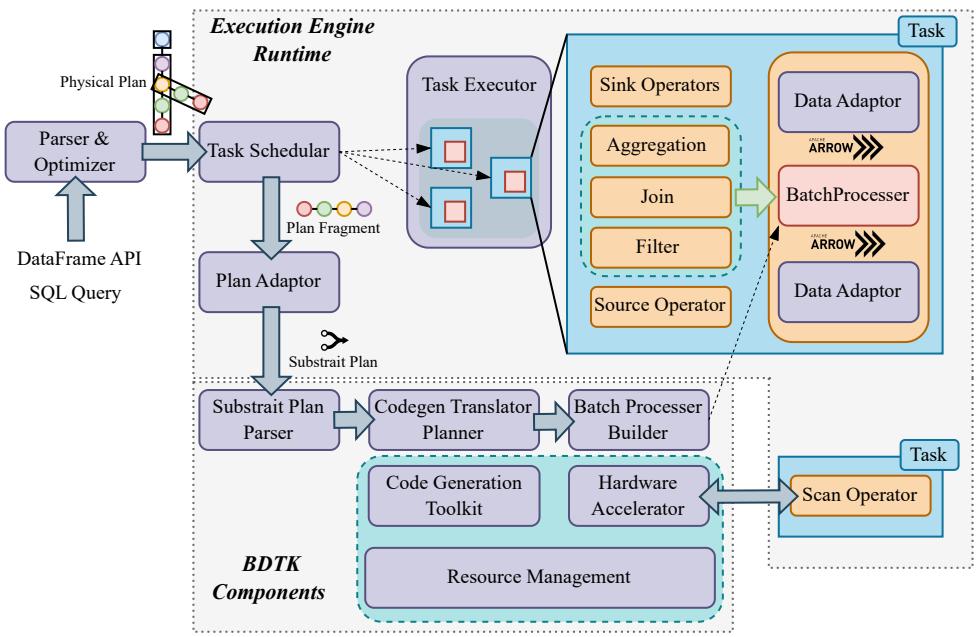 Execution Engine
Runtime
Task
Physical Plan
Task Executor
Sink Operators
Data Adaptor
Parser &
Optimizer
Task Schedular
Aggregation
APACHE
ARROW
Join
BatchProcesser
Plan Fragment
Filter
APACHE
ARROW
DataFrame API
SQL Query
Plan Adaptor
Source Operator
Data Adaptor
Substrait Plan
Substrait Plan
Parser
Codegen Translator
Planner
Batch Processer
Builder
Task
Code Generation
Toolkit
Hardware
Accelerator
Scan Operator
BDTK
Components
Resource Management